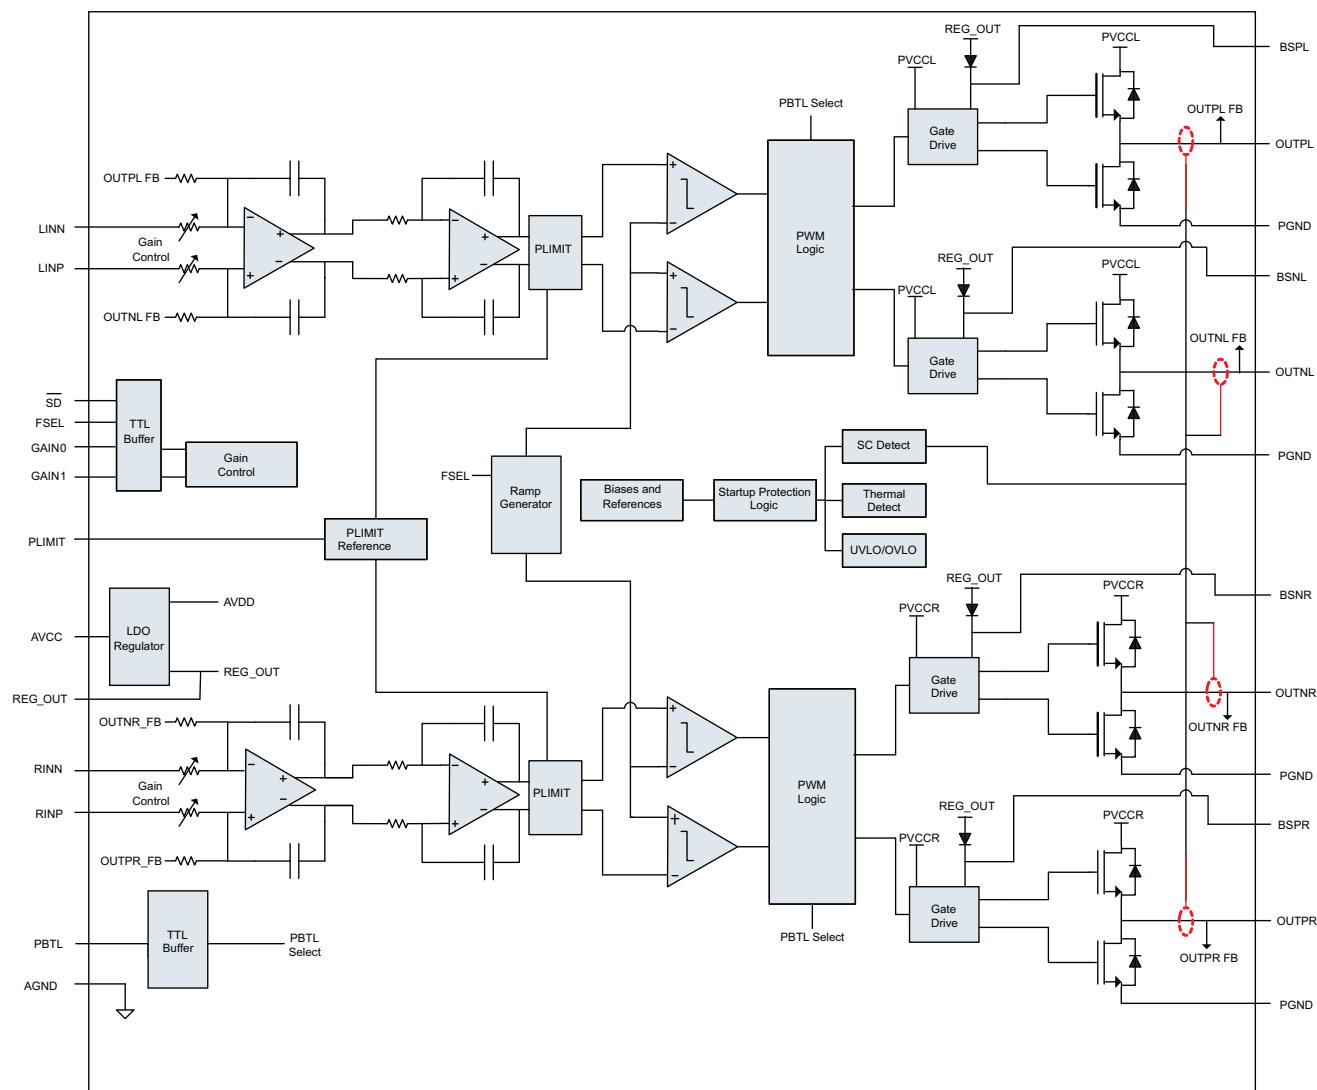 REG_OUT
PVCCL
BSPL
PVCCL
PBTL Select
OUTPL FB
Gate
Drive
OUTPL
OUTPL FB
LINN
Gain
Control
LINP
PLIMIT
PWM
Logic
PGND
REG_OUT
PVCCL
BSNL
PVCCL
OUTNL FB
OUTNL FB
Gate
Drive
OUTNL
SD
FSEL
GAIN0
GAIN1
TTL
Buffer
Gain
Control
SC Detect
PGND
FSEL
Ramp
Generator
Biases and
References
Startup Protection
Logic
Thermal
Detect
PLIMIT
PLIMIT
Reference
UVLO/OVLO
REG_OUT
PVCCR
BSNR
AVDD
PVCCR
AVCC
LDO
Regulator
REG_OUT
REG_OUT
Gate
Drive
OUTNR
OUTNR_FB
OUTNR FB
RINN
Gain
Control
RINP
PLIMIT
PWM
Logic
PGND
REG_OUT
PVCCR
BSPR
PVCCR
OUTPR_FB
Gate
Drive
OUTPR
PBTL
TTL
Buffer
PBTL
Select
PBTL Select
OUTPR FB
AGND
PGND